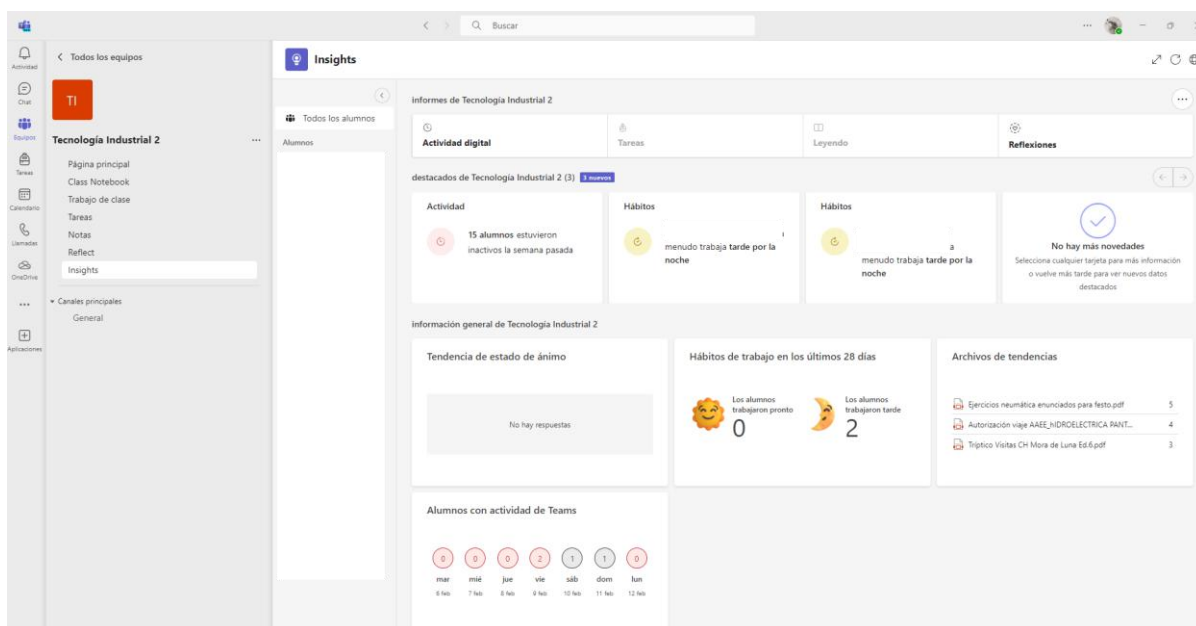 Buscar
Actividad
Chat
Equipos
Tareas
Calendario
Llamadas
OneDrive
Aplicaciones
Todos los equipos
TI
Tecnología Industrial 2
Página principal
Class Notebook
Trabajo de clase
Tareas
Notas
Reflect
Insights
Canales principales
General
Insights
Todos los alumnos
Alumnos
informes de Tecnología Industrial 2
Actividad digital
Tareas
Leyendo
Reflexiones
destacados de Tecnología Industrial 2 (3) 3 nuevos
Actividad
15 alumnos estuvieron
inactivos la semana pasada
Hábitos
menudo trabaja tarde por la
noche
Hábitos
a
menudo trabaja tarde por la
noche
No hay más novedades
Selecciona cualquier tarjeta para más información
o vuelve más tarde para ver nuevos datos
destacados
información general de Tecnología Industrial 2
Tendencia de estado de ánimo
No hay respuestas
Hábitos de trabajo en los últimos 28 días
Los alumnos
trabajaron pronto
0
Los alumnos
trabajaron tarde
2
Archivos de tendencias
Ejercicios neumática enunciados para festo.pdf 5
Autorización viaje AAEE_hIDROELECTRICA PANT... 4
Tríptico Visitas CH Mora de Luna Ed.6.pdf 3
Alumnos con actividad de Teams
0 0 0 2 1 1 0
mar mié jue vie sáb dom lun
6 feb 7 feb 8 feb 9 feb 10 feb 11 feb 12 feb